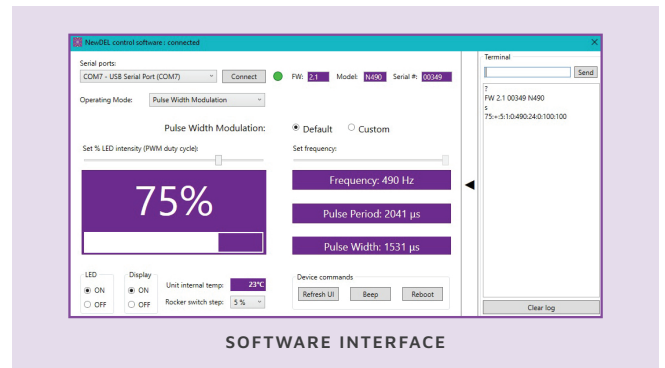 NewDEL control software: connected
Serial ports:
COM7 - USB Serial Port (COM7)
Connect
FW: 2.1 Model: N490 Serial #: 00349
Operating Mode: Pulse Width Modulation
Pulse Width Modulation:
Default Custom
Set % LED intensity (PWM duty cycle):
Set frequency:
75%
Frequency: 490 Hz
Pulse Period: 2041 µs
Pulse Width: 1531 µs
LED
ON
OFF
Display
ON
OFF
Unit internal temp: 23°C
Rocker switch step: 5 %
Device commands
Refresh UI Beep Reboot
Terminal
Send
?
FW 2.1 00349 N490
s
75:+:5:1:0:490:24:0:100:100
Clear log
SOFTWARE INTERFACE